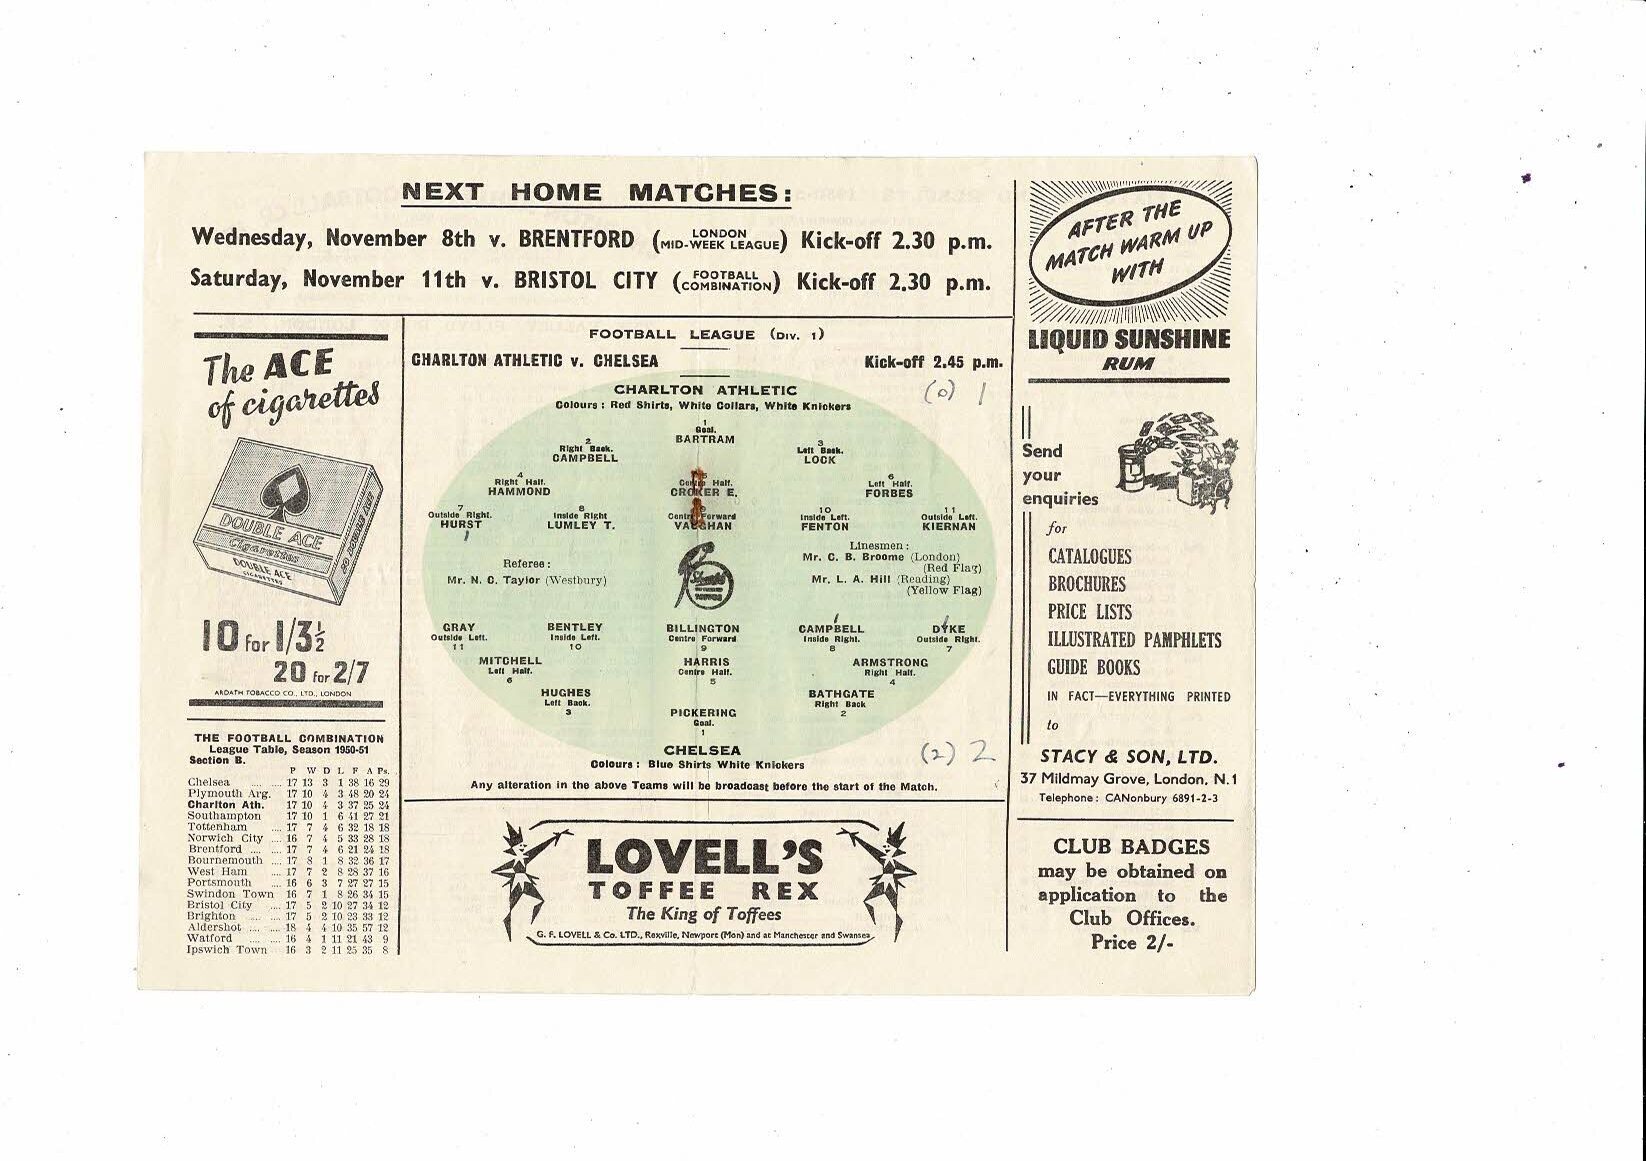 NEXT HOME MATCHES:
Wednesday, November 8th v. BRENTFORD (LONDON MID-WEEK LEAGUE) Kick-off 2.30 p.m.
Saturday, November 11th v. BRISTOL CITY (FOOTBALL COMBINATION) Kick-off 2.30 p.m.
The ACE
of cigarettes
DOUBLE ACE
Cigarettes
DOUBLE ACE
CIGARETTES
20 DOUBLE ACE
10 for 1/3½
20 for 2/7
ARDATH TOBACCO CO., LTD., LONDON
THE FOOTBALL COMBINATION
League Table, Season 1950-51
Section B.
P W D L F A Ps.
Chelsea .... .... 17 13 3 1 38 16 29
Plymouth Arg. 17 10 4 3 48 20 24
Charlton Ath. 17 10 4 3 37 25 24
Southampton 17 10 1 6 41 27 21
Tottenham .... 17 7 4 6 32 18 18
Norwich City .... 16 7 4 5 33 28 18
Brentford .... .... 17 7 4 6 21 24 18
Bournemouth .... 17 8 1 8 32 36 17
West Ham .... 17 7 2 8 28 37 16
Portsmouth .... 16 6 3 7 27 27 15
Swindon Town 16 7 1 8 26 34 15
Bristol City .... 17 5 2 10 27 34 12
Brighton .... .... 17 5 2 10 23 33 12
Aldershot .... .... 18 4 4 10 35 57 12
Watford .... .... 16 4 1 11 21 43 9
Ipswich Town 16 3 2 11 25 35 8
FOOTBALL LEAGUE (DIV. 1)
CHARLTON ATHLETIC v. CHELSEA Kick-off 2.45 p.m.
CHARLTON ATHLETIC (0) 1
Colours : Red Shirts, White Collars, White Knickers
1
Goal.
BARTRAM
2 3
Right Back. Left Back.
CAMPBELL LOCK
4 5 6
Right Half. Centre Half. Left Half.
HAMMOND CROKER E. FORBES
7 8 9 10 11
Outside Right. Inside Right Centre Forward Inside Left. Outside Left.
HURST LUMLEY T. VAUGHAN FENTON KIERNAN
Referee :
Mr. N. C. Taylor (Westbury)
Linesmen :
Mr. C. B. Broome (London)
(Red Flag)
Mr. L. A. Hill (Reading)
(Yellow Flag)
GRAY BENTLEY BILLINGTON CAMPBELL DYKE
Outside Left. Inside Left. Centre Forward Inside Right. Outside Right.
11 10 9 8 7
MITCHELL HARRIS ARMSTRONG
Left Half. Centre Half. Right Half.
6 5 4
HUGHES BATHGATE
Left Back. Right Back
3 2
PICKERING
Goal.
1
CHELSEA (2) 2
Colours : Blue Shirts White Knickers
Any alteration in the above Teams will be broadcast before the start of the Match.
LOVELL'S
TOFFEE REX
The King of Toffees
G. F. LOVELL & Co. LTD., Rexville, Newport (Mon) and at Manchester and Swansea
AFTER THE
MATCH WARM UP
WITH
LIQUID SUNSHINE
RUM
Send
your
enquiries
for
CATALOGUES
BROCHURES
PRICE LISTS
ILLUSTRATED PAMPHLETS
GUIDE BOOKS
IN FACT—EVERYTHING PRINTED
to
STACY & SON, LTD.
37 Mildmay Grove, London, N.1
Telephone : CANonbury 6891-2-3
CLUB BADGES
may be obtained on
application to the
Club Offices.
Price 2/-